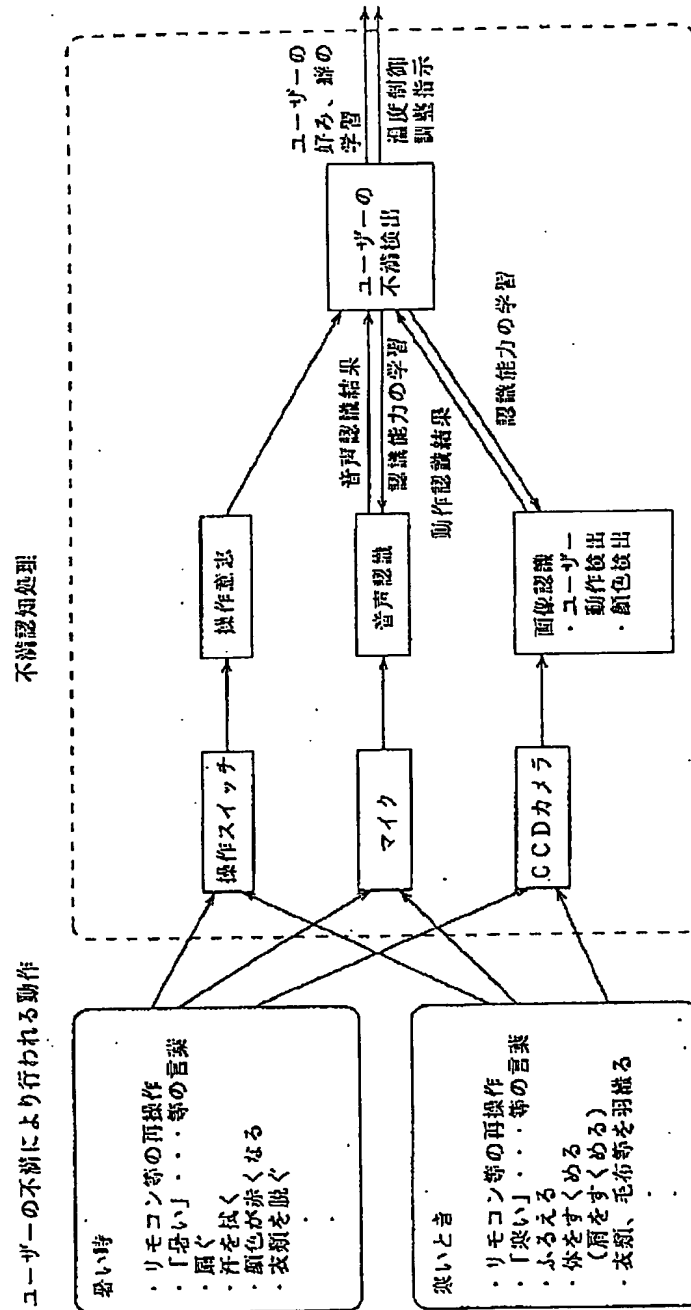 ユーザーの不満により行われる動作
暑い時
・リモコン等の再操作
・「暑い」・・・等の言葉
・扇ぐ
・汗を拭く
・顔色が赤くなる
・衣類を脱ぐ
寒いと音
・リモコン等の再操作
・「寒い」・・・等の言葉
・ふるえる
・体をすくめる
(肩をすくめる)
・衣類、毛布等を羽織る
不満認知処理
操作スイッチ
マイク
CCDカメラ
操作意志
音声認識
画像認識
・ユーザー
動作検出
・顔色検出
音声認識結果
認識能力の学習
動作認識結果
認識能力の学習
ユーザーの
不満検出
ユーザーの
好み、癖の
学習
温度制御
調整指示